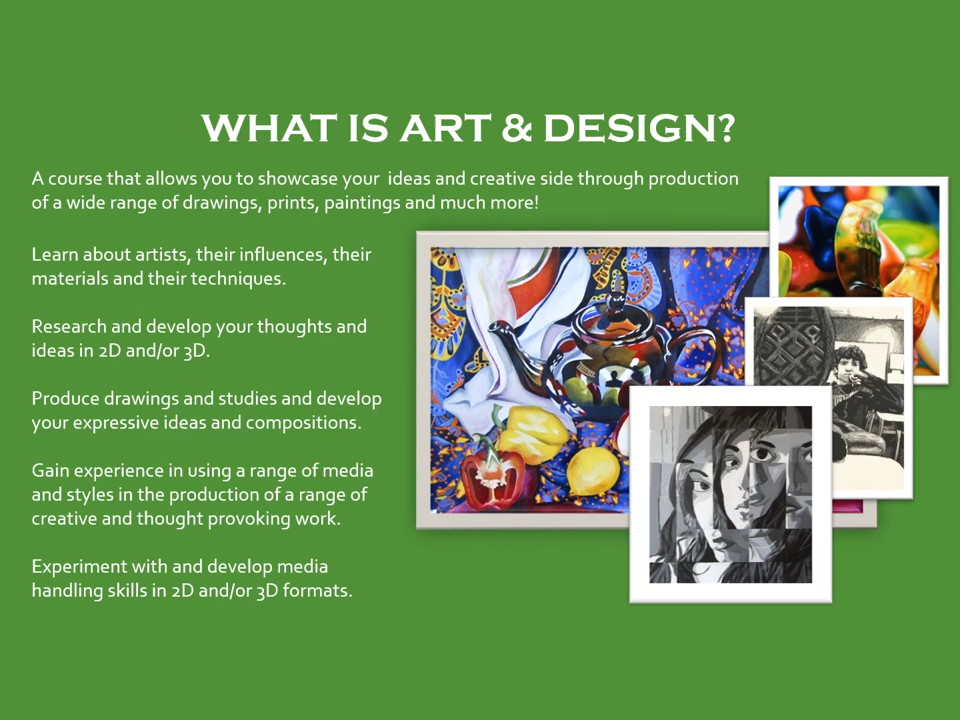 WHAT IS ART & DESIGN?
A course that allows you to showcase your  ideas and creative side through production
of a wide range of drawings, prints, paintings and much more!
Learn about artists, their influences, their
materials and their techniques.
Research and develop your thoughts and
ideas in 2D and/or 3D.
Produce drawings and studies and develop
your expressive ideas and compositions.
Gain experience in using a range of media
and styles in the production of a range of
creative and thought provoking work.
Experiment with and develop media
handling skills in 2D and/or 3D formats.